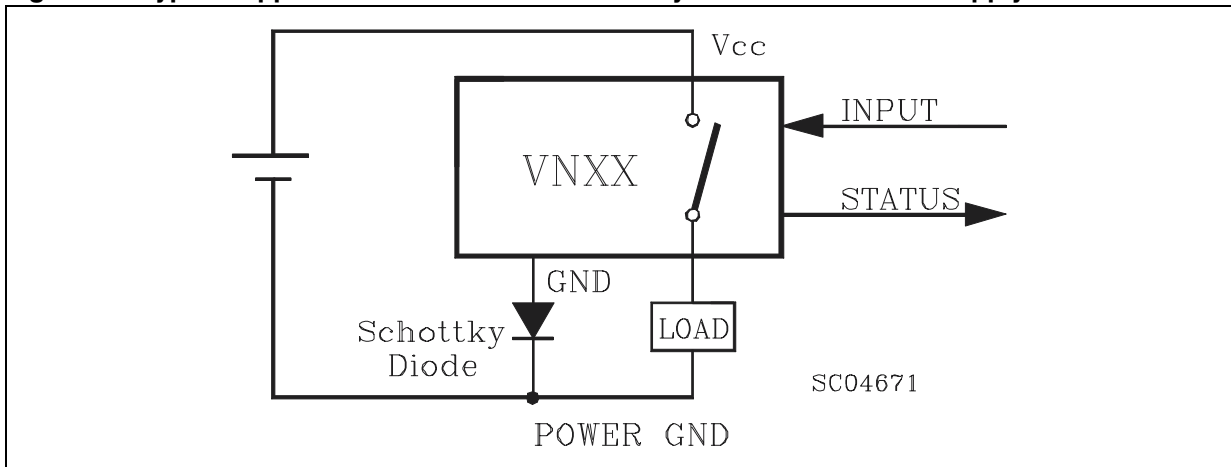 Vcc
INPUT
VNXX
STATUS
GND
Schottky
Diode
LOAD
SC04671
POWER GND